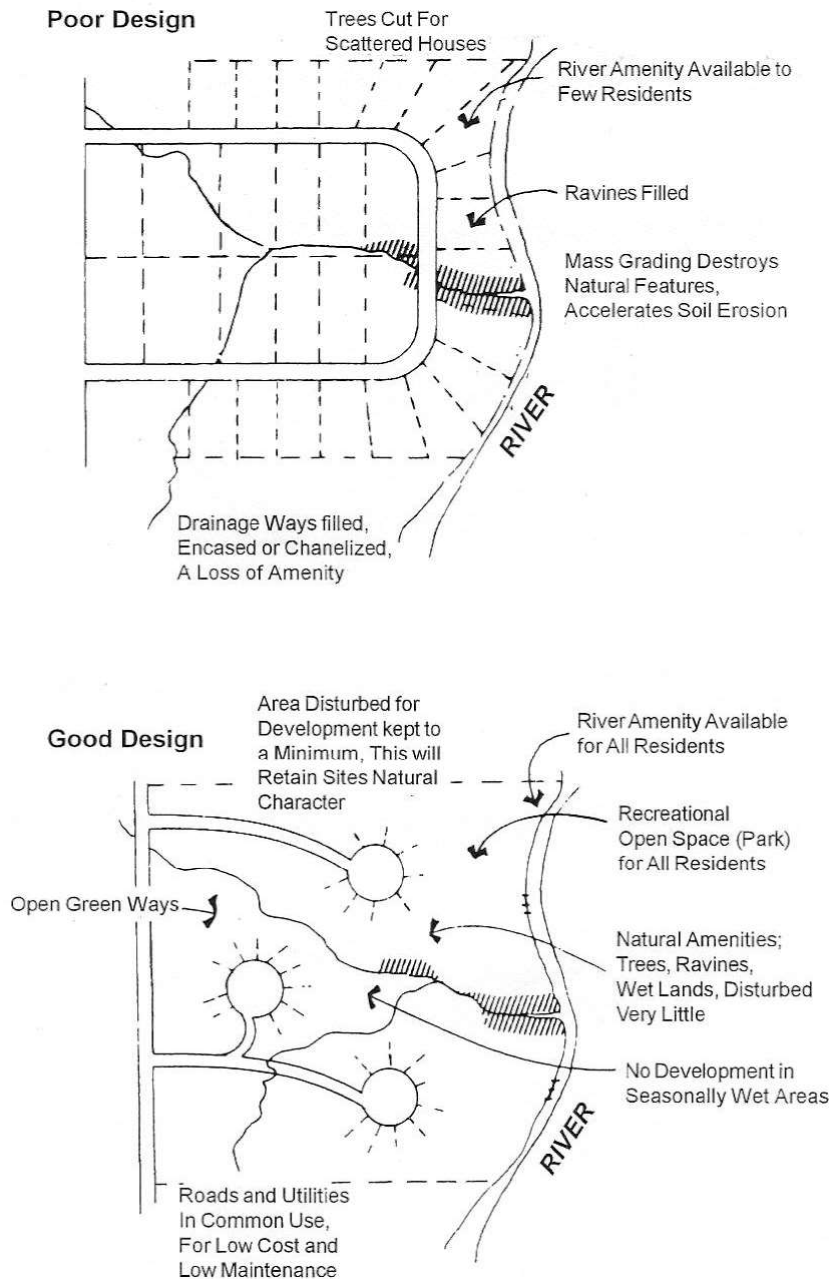 Poor Design
Trees Cut For
Scattered Houses
River Amenity Available to
Few Residents
Ravines Filled
Mass Grading Destroys
Natural Features,
Accelerates Soil Erosion
RIVER
Drainage Ways filled,
Encased or Chanelized,
A Loss of Amenity
Good Design
Area Disturbed for
Development kept to
a Minimum, This will
Retain Sites Natural
Character
River Amenity Available
for All Residents
Recreational
Open Space (Park)
for All Residents
Open Green Ways
Natural Amenities;
Trees, Ravines,
Wet Lands, Disturbed
Very Little
No Development in
Seasonally Wet Areas
RIVER
Roads and Utilities
In Common Use,
For Low Cost and
Low Maintenance